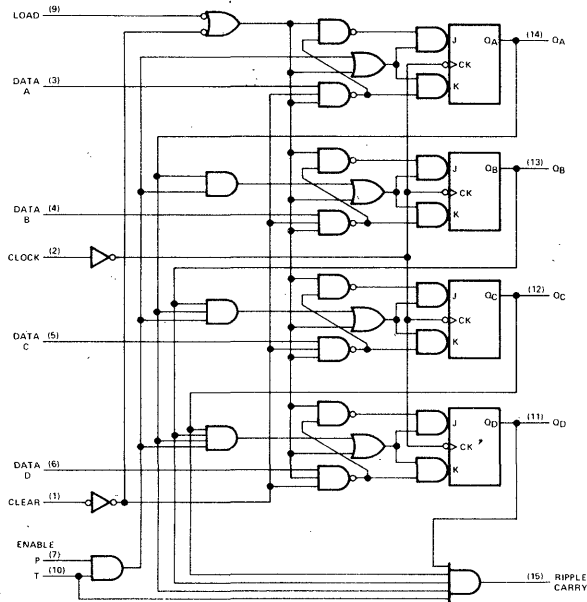 LOAD (9)
(14) QA
J QA
CK
K
DATA A (3)
(13) QB
J QB
CK
K
DATA B (4)
CLOCK (2)
(12) QC
J QC
CK
K
DATA C (5)
(11) QD
J QD
CK
K
DATA D (6)
CLEAR (1)
ENABLE
P (7)
T (10)
(15) RIPPLE CARRY